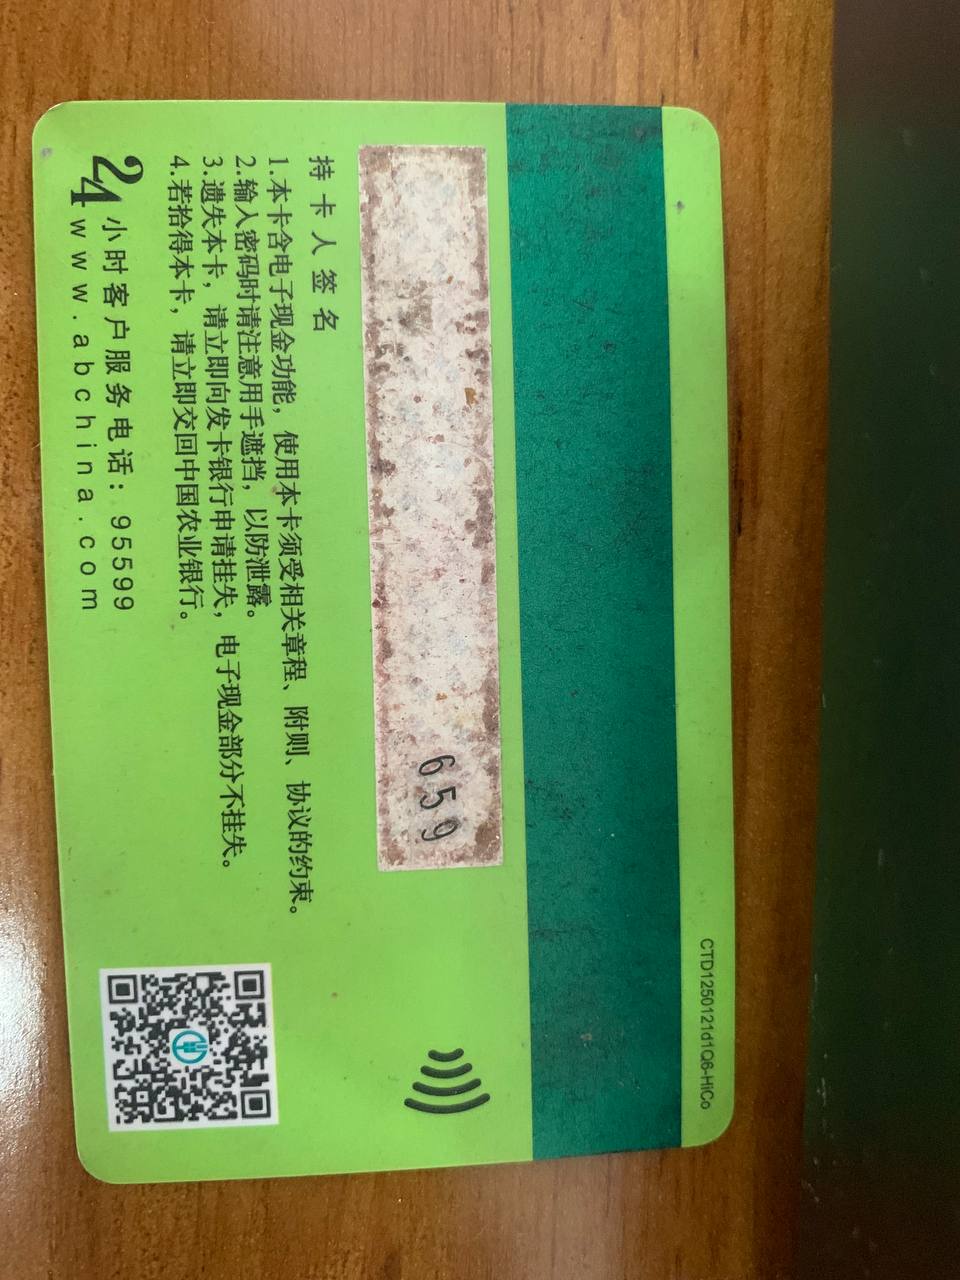 CTD1250121d1Q6-HiCo
659
持卡人签名
1.本卡含电子现金功能，使用本卡须受相关章程、附则、协议的约束。
2.输入密码时请注意用手遮挡，以防泄露。
3.遗失本卡，请立即向发卡银行申请挂失，电子现金部分不挂失。
4.若拾得本卡，请立即交回中国农业银行。
24小时客户服务电话：95599
www.abchina.com